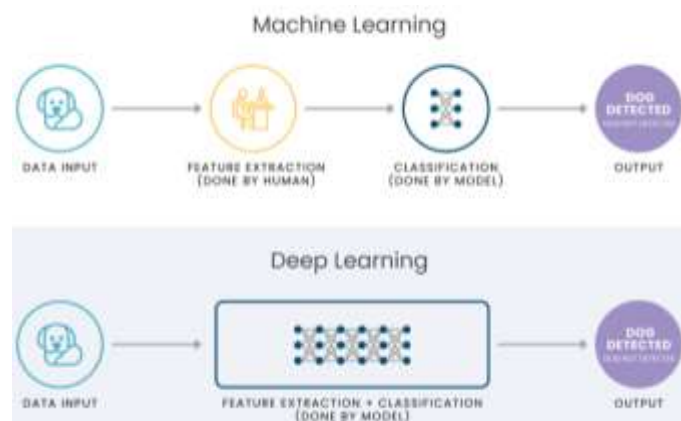 Machine Learning
DOG
DETECTED
DATA INPUT
FEATURE EXTRACTION
(DONE BY HUMAN)
CLASSIFICATION
(DONE BY MODEL)
OUTPUT
Deep Learning
DOG
DETECTED
DATA INPUT
FEATURE EXTRACTION + CLASSIFICATION
(DONE BY MODEL)
OUTPUT